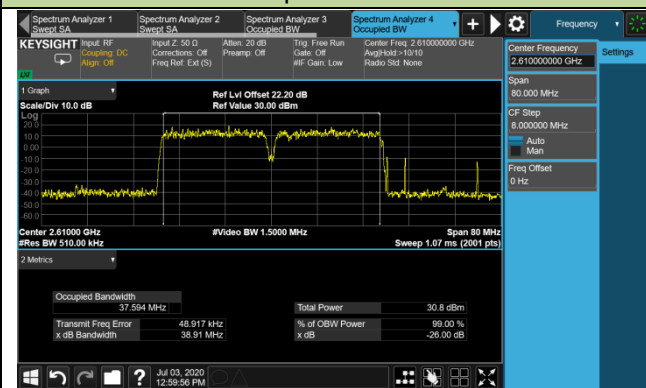 Spectrum Analyzer 1
Swept SA
Spectrum Analyzer 2
Swept SA
Spectrum Analyzer 3
Occupied BW
Spectrum Analyzer 4
Occupied BW
Frequency
KEYSIGHT
Input: RF
Coupling: DC
Align: Off
Input Z: 50 Ω
Corrections: Off
Freq Ref: Ext (S)
Atten: 20 dB
Preamp: Off
Trig: Free Run
Gate: Off
#IF Gain: Low
Center Freq: 2.610000000 GHz
Avg|Hold:>10/10
Radio Std: None
LXI
Center Frequency
2.610000000 GHz
Settings
Span
80.000 MHz
CF Step
8.000000 MHz
Auto
Man
Freq Offset
0 Hz
1 Graph
Scale/Div 10.0 dB
Ref Lvl Offset 22.20 dB
Ref Value 30.00 dBm
Log
20.0
10.0
0.00
-10.0
-20.0
-30.0
-40.0
-50.0
-60.0
Center 2.61000 GHz
#Video BW 1.5000 MHz
Span 80 MHz
#Res BW 510.00 kHz
Sweep 1.07 ms (2001 pts)
2 Metrics
Occupied Bandwidth
37.594 MHz
Total Power
30.8 dBm
Transmit Freq Error
48.917 kHz
% of OBW Power
99.00 %
x dB Bandwidth
38.91 MHz
x dB
-26.00 dB
?
Jul 03, 2020
12:59:56 PM